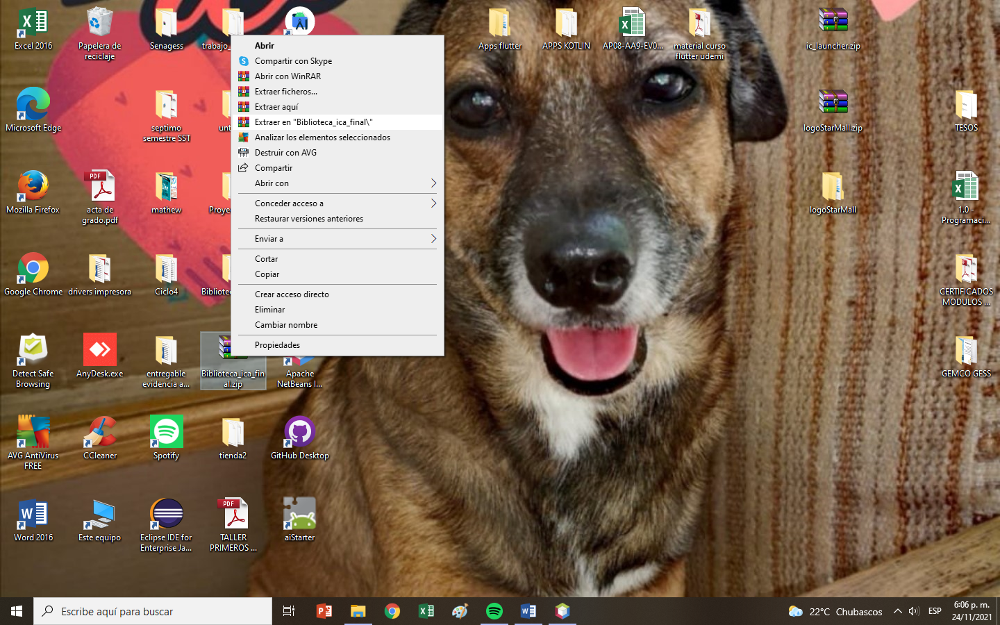 Excel 2016
Papelera de
reciclaje
Senagess
trabajo_
Apps flutter
APPS KOTLIN
AP08-AA9-EV0...
material curso
flutter udemi
ic_launcher.zip
Abrir
Compartir con Skype
Abrir con WinRAR
Extraer ficheros...
Extraer aquí
Extraer en "Biblioteca_ica_final\"
Analizar los elementos seleccionados
Destruir con AVG
Compartir
Abrir con
Conceder acceso a
Restaurar versiones anteriores
Enviar a
Cortar
Copiar
Crear acceso directo
Eliminar
Cambiar nombre
Propiedades
Microsoft Edge
septimo
semestre SST
unt
logoStarMall.zip
TESOS
Mozilla Firefox
PDF
acta de
grado.pdf
mathew
Proye
logoStarMall
1.0 -
Programaci...
Google Chrome
drivers impresora
Ciclo4
Bibliotec
CERTIFICADOS
MODULOS ...
Detect Safe
Browsing
AnyDesk.exe
entregable
evidencia a...
Biblioteca_ica_fin
al.zip
Apache
NetBeans I...
GEMCO GESS
AVG AntiVirus
FREE
CCleaner
Spotify
tienda2
GitHub Desktop
Word 2016
Este equipo
Eclipse IDE for
Enterprise Ja...
PDF
TALLER
PRIMEROS ...
aiStarter
Escribe aquí para buscar
22°C Chubascos
ESP
6:06 p. m.
24/11/2021